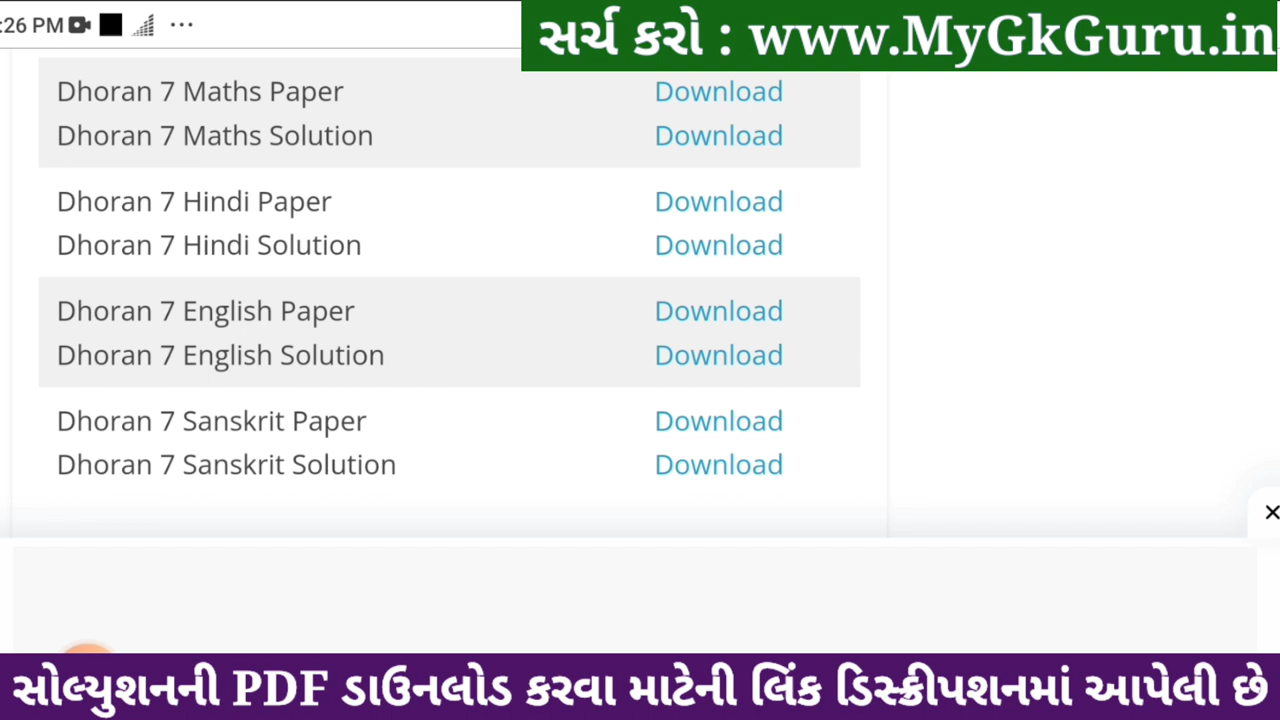 :26 PM
સર્ચ કરો : www.MyGkGuru.in
Dhoran 7 Maths Paper Download
Dhoran 7 Maths Solution Download
Dhoran 7 Hindi Paper Download
Dhoran 7 Hindi Solution Download
Dhoran 7 English Paper Download
Dhoran 7 English Solution Download
Dhoran 7 Sanskrit Paper Download
Dhoran 7 Sanskrit Solution Download
સોલ્યુશનની PDF ડાઉનલોડ કરવા માટેની લિંક ડિસ્ક્રીપશનમાં આપેલી છે